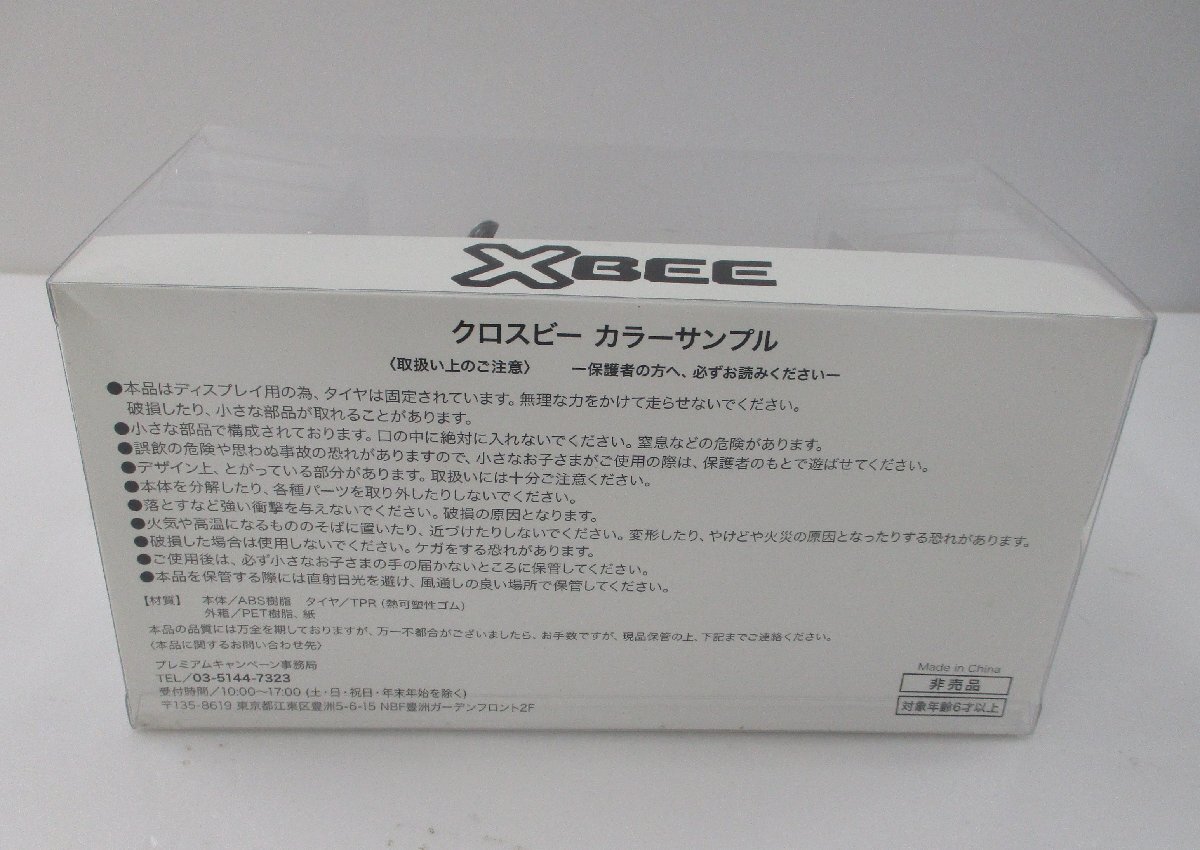 XBEE
クロスビー カラーサンプル
〈取扱い上のご注意〉 ー保護者の方へ、必ずお読みくださいー
●本品はディスプレイ用の為、タイヤは固定されています。無理な力をかけて走らせないでください。
破損したり、小さな部品が取れることがあります。
●小さな部品で構成されております。口の中に絶対に入れないでください。窒息などの危険があります。
●誤飲の危険や思わぬ事故の恐れがありますので、小さなお子さまがご使用の際は、保護者のもとで遊ばせてください。
●デザイン上、とがっている部分があります。取扱いには十分ご注意ください。
●本体を分解したり、各種パーツを取り外したりしないでください。
●落とすなど強い衝撃を与えないでください。破損の原因となります。
●火気や高温になるもののそばに置いたり、近づけたりしないでください。変形したり、やけどや火災の原因となったりする恐れがあります。
●破損した場合は使用しないでください。ケガをする恐れがあります。
●ご使用後は、必ず小さなお子さまの手の届かないところに保管してください。
●本品を保管する際には直射日光を避け、風通しの良い場所で保管してください。
【材質】 本体/ABS樹脂 タイヤ/TPR(熱可塑性ゴム)
外箱/PET樹脂、紙
本品の品質には万全を期しておりますが、万一不都合がございましたら、お手数ですが、現品保管の上、下記までご連絡ください。
〈本品に関するお問い合わせ先〉
プレミアムキャンペーン事務局
TEL/03-5144-7323
受付時間/10:00〜17:00(土・日・祝日・年末年始を除く)
〒135-8619 東京都江東区豊洲5-6-15 NBF豊洲ガーデンフロント2F
Made in China
非売品
対象年齢6才以上